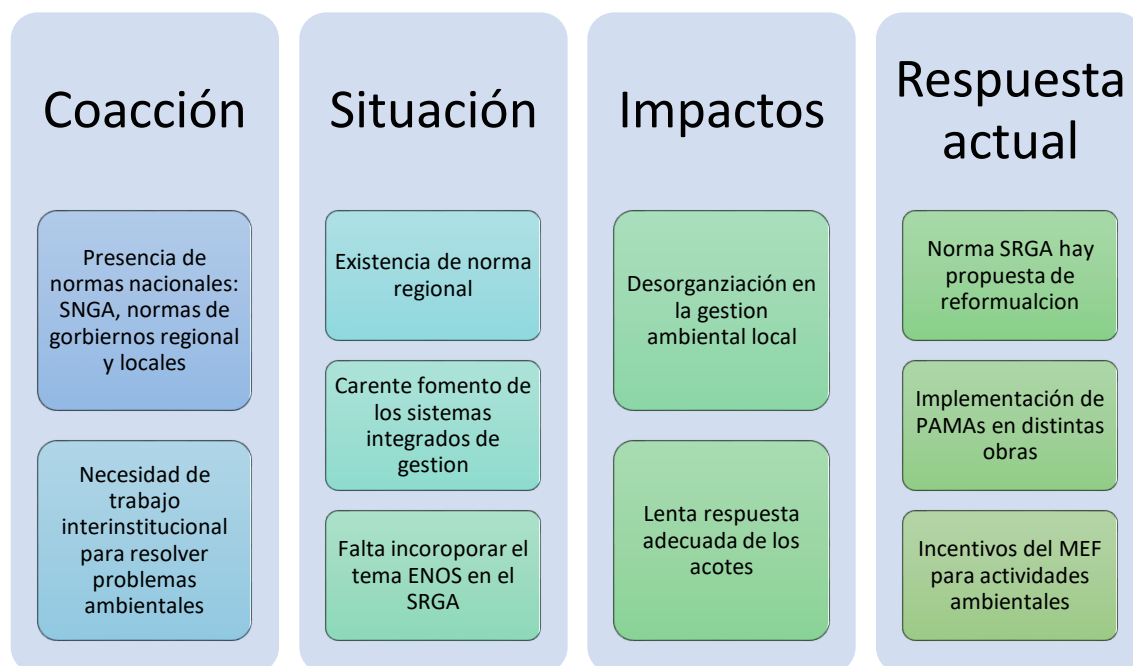 Coacción
Presencia de
normas nacionales:
SNGA, normas de
gorbiernos regional
y locales
Necesidad de
trabajo
interinstitucional
para resolver
problemas
ambientales
Situación
Existencia de norma
regional
Carente fomento de
los sistemas
integrados de
gestion
Falta incoroporar el
tema ENOS en el
SRGA
Impactos
Desorganziación en
la gestion
ambiental local
Lenta respuesta
adecuada de los
acotes
Respuesta
actual
Norma SRGA hay
propuesta de
reformualcion
Implementación de
PAMAs en distintas
obras
Incentivos del MEF
para actividades
ambientales